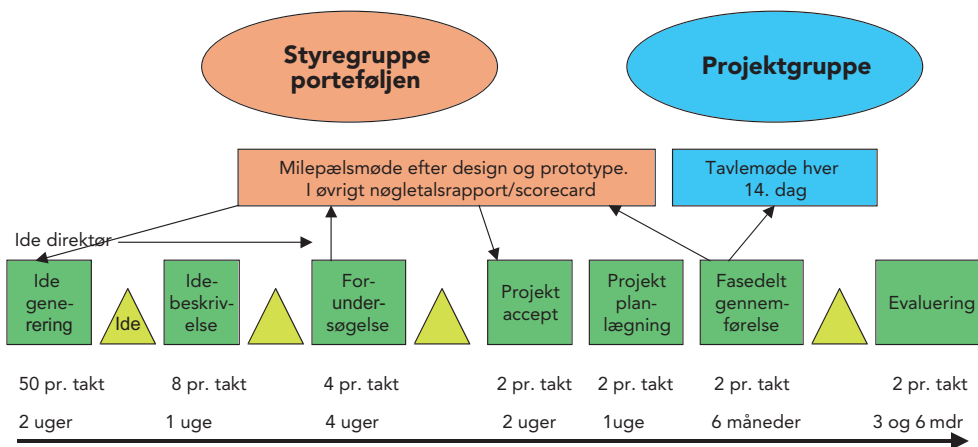 Styregruppe
porteføljen
Projektgruppe
Milepælsmøde efter design og prototype.
I øvrigt nøgletalsrapport/scorecard
Tavlemøde hver
14. dag
Ide direktør
Ide
gene-
rering
Ide
Ide-
beskriv-
else
For-
under-
søgelse
Projekt
accept
Projekt
plan-
lægning
Fasedelt
gennem-
førelse
Evaluering
50 pr. takt
8 pr. takt
4 pr. takt
2 pr. takt
2 pr. takt
2 pr. takt
2 pr. takt
2 uger
1 uge
4 uger
2 uger
1uge
6 måneder
3 og 6 mdr